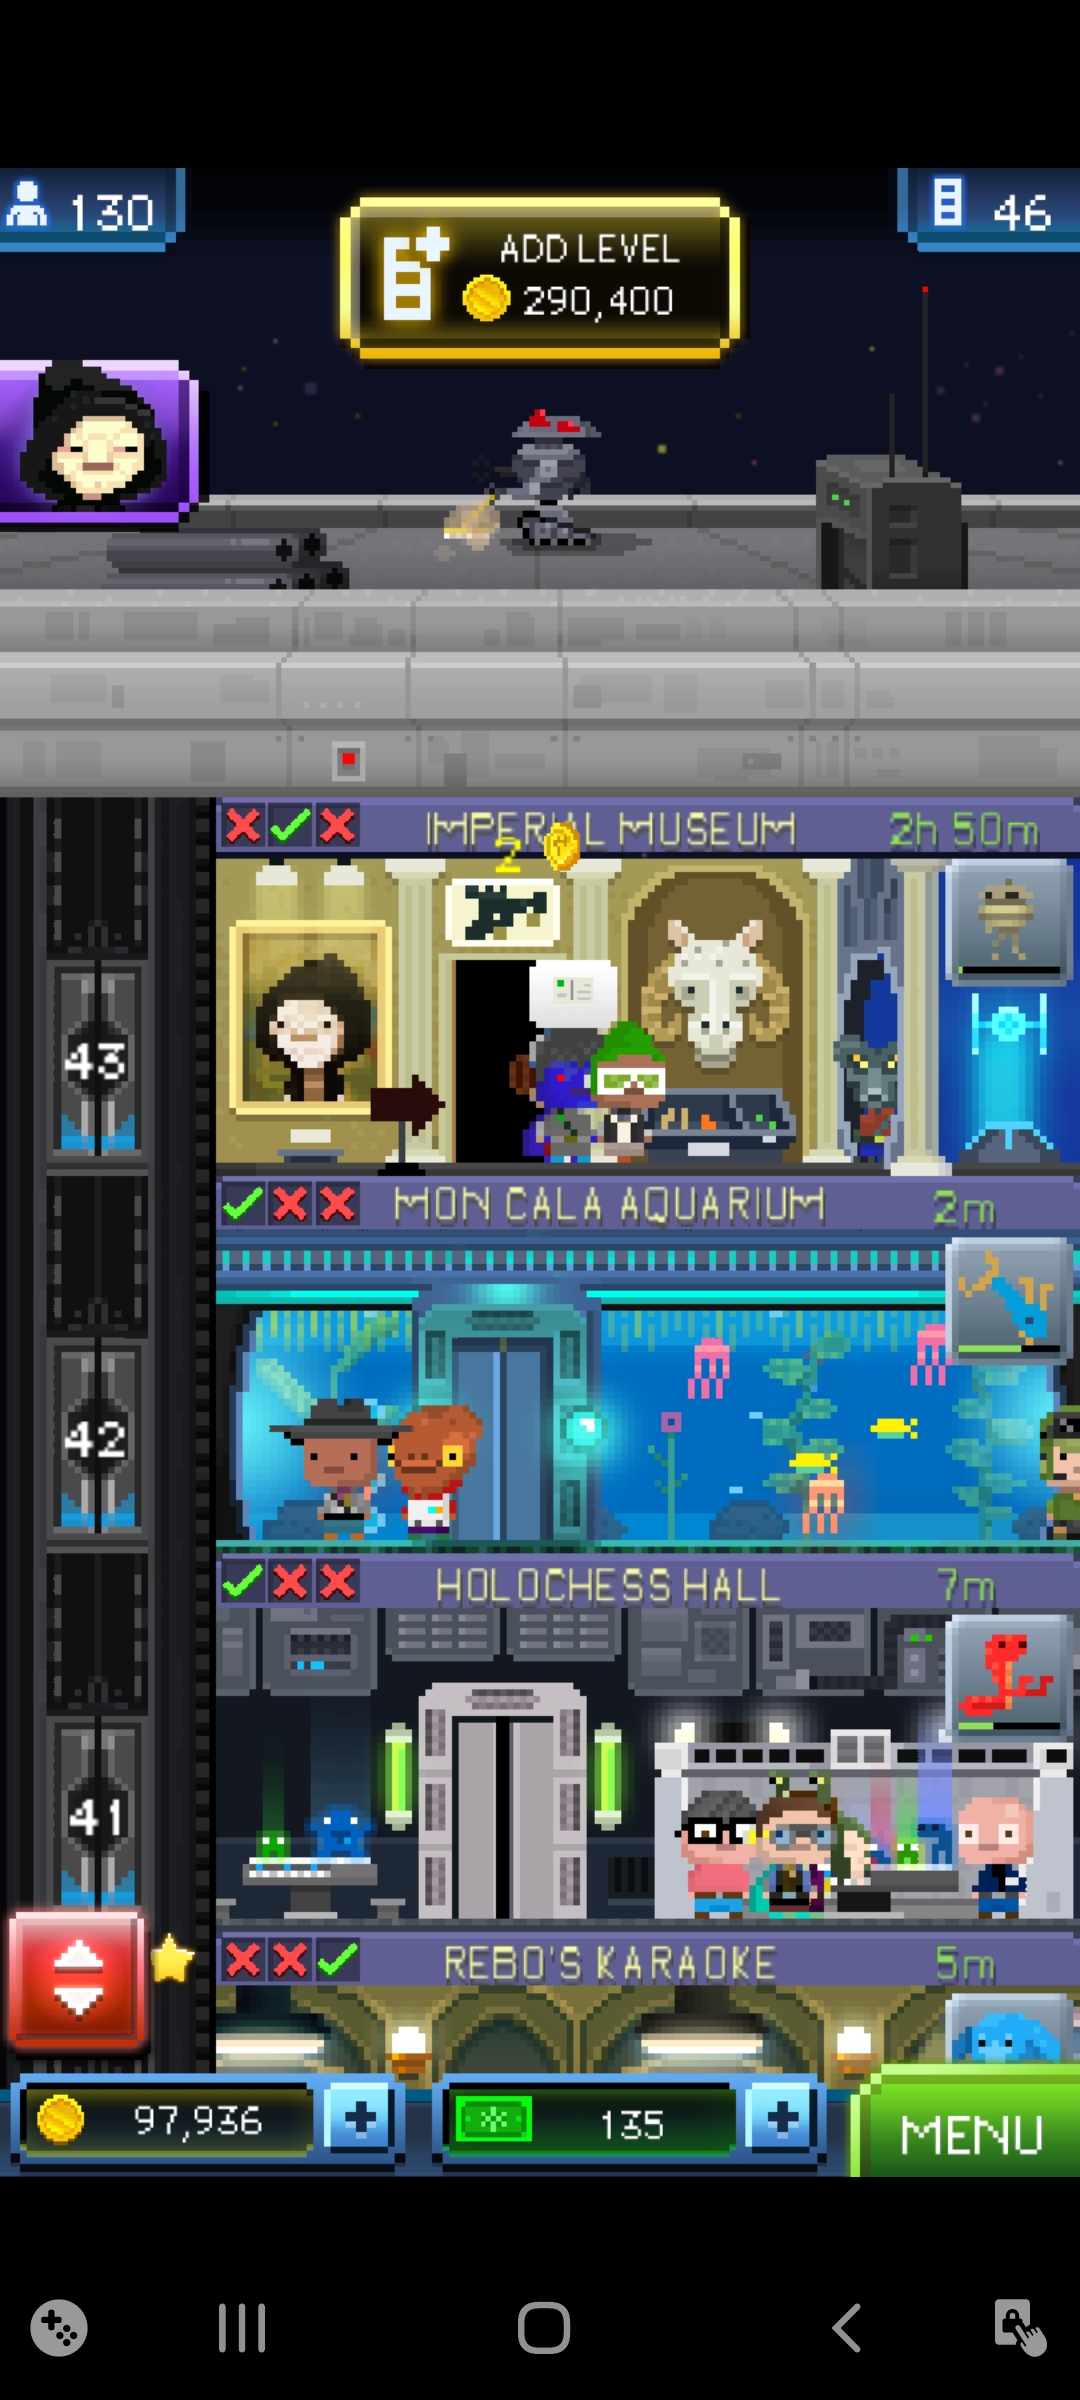 130
46
ADD LEVEL
290,400
IMPERIAL MUSEUM 2h 50m
2
43
MON CALA AQUARIUM 2m
42
HOLOCHESS HALL 7m
41
REBO'S KARAOKE 5m
97,936
135
MENU